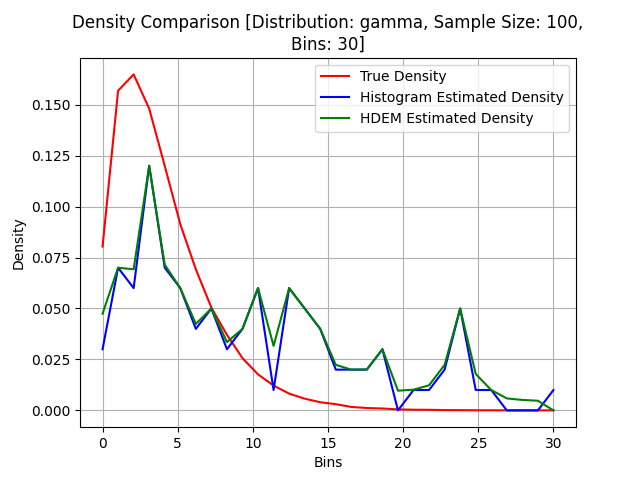 Density Comparison [Distribution: gamma, Sample Size: 100,
Bins: 30]
True Density
Histogram Estimated Density
HDEM Estimated Density
Density
0.150
0.125
0.100
0.075
0.050
0.025
0.000
0 5 10 15 20 25 30
Bins